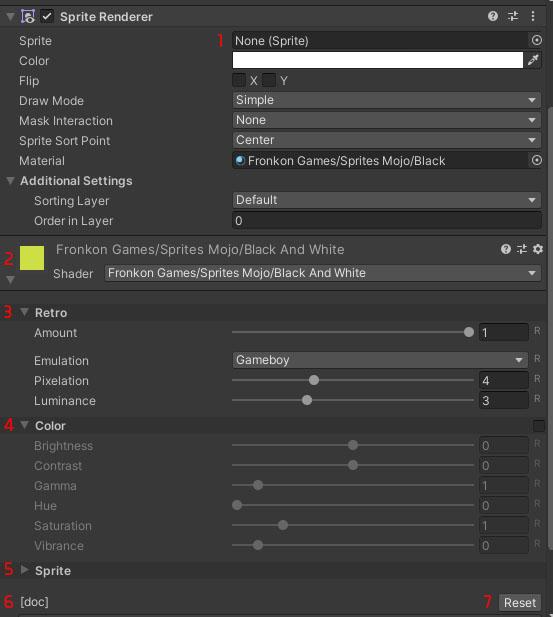 Sprite Renderer
Sprite 1 None (Sprite)
Color
Flip X Y
Draw Mode Simple
Mask Interaction None
Sprite Sort Point Center
Material Fronkon Games/Sprites Mojo/Black
Additional Settings
Sorting Layer Default
Order in Layer 0
2 Fronkon Games/Sprites Mojo/Black And White
Shader Fronkon Games/Sprites Mojo/Black And White
3 Retro
Amount 1 R
Emulation Gameboy R
Pixelation 4 R
Luminance 3 R
4 Color
Brightness 0 R
Contrast 0 R
Gamma 1 R
Hue 0 R
Saturation 1 R
Vibrance 0 R
5 Sprite
6 [doc] 7 Reset